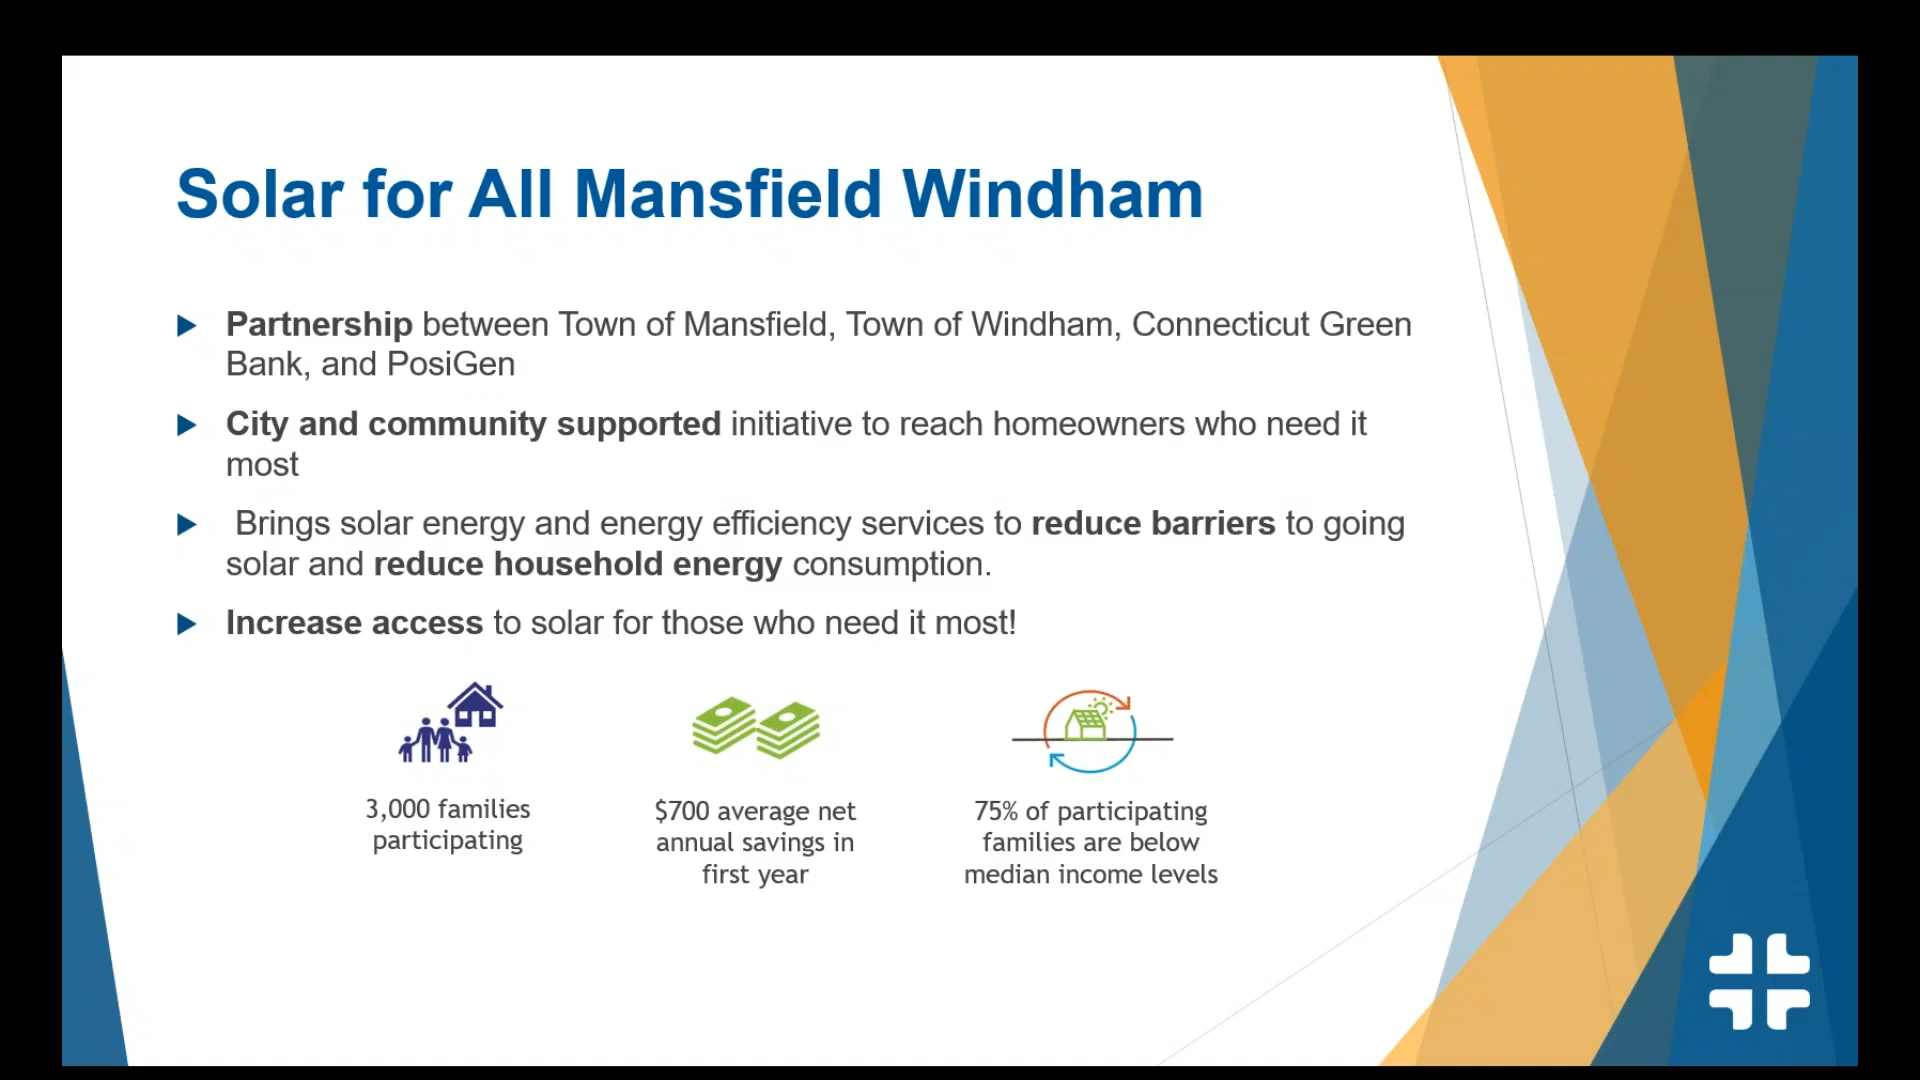 Solar for All Mansfield Windham
Partnership between Town of Mansfield, Town of Windham, Connecticut Green
Bank, and PosiGen
City and community supported initiative to reach homeowners who need it
most
Brings solar energy and energy efficiency services to reduce barriers to going
solar and reduce household energy consumption.
Increase access to solar for those who need it most!
3,000 families
participating
$700 average net
annual savings in
first year
75% of participating
families are below
median income levels